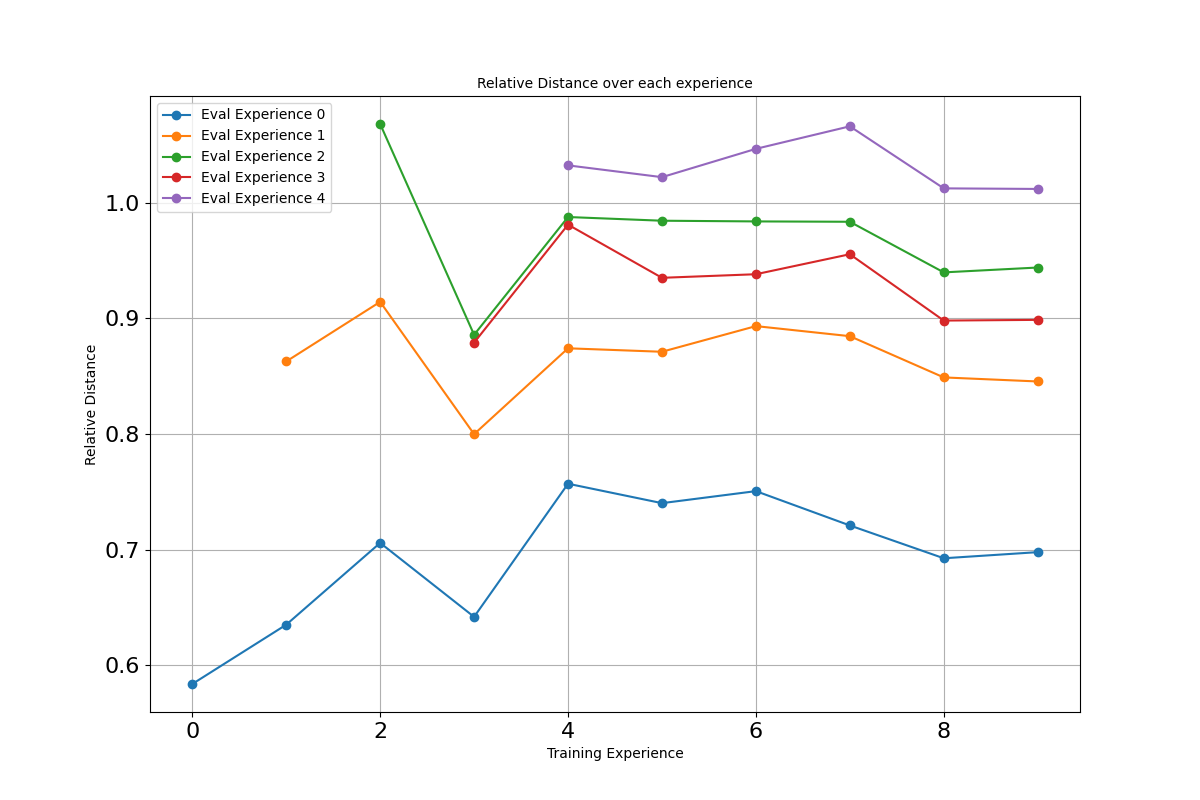 Relative Distance over each experience
Eval Experience 0
Eval Experience 1
Eval Experience 2
Eval Experience 3
Eval Experience 4
1.0
0.9
0.8
0.7
0.6
Relative Distance
0 2 4 6 8
Training Experience